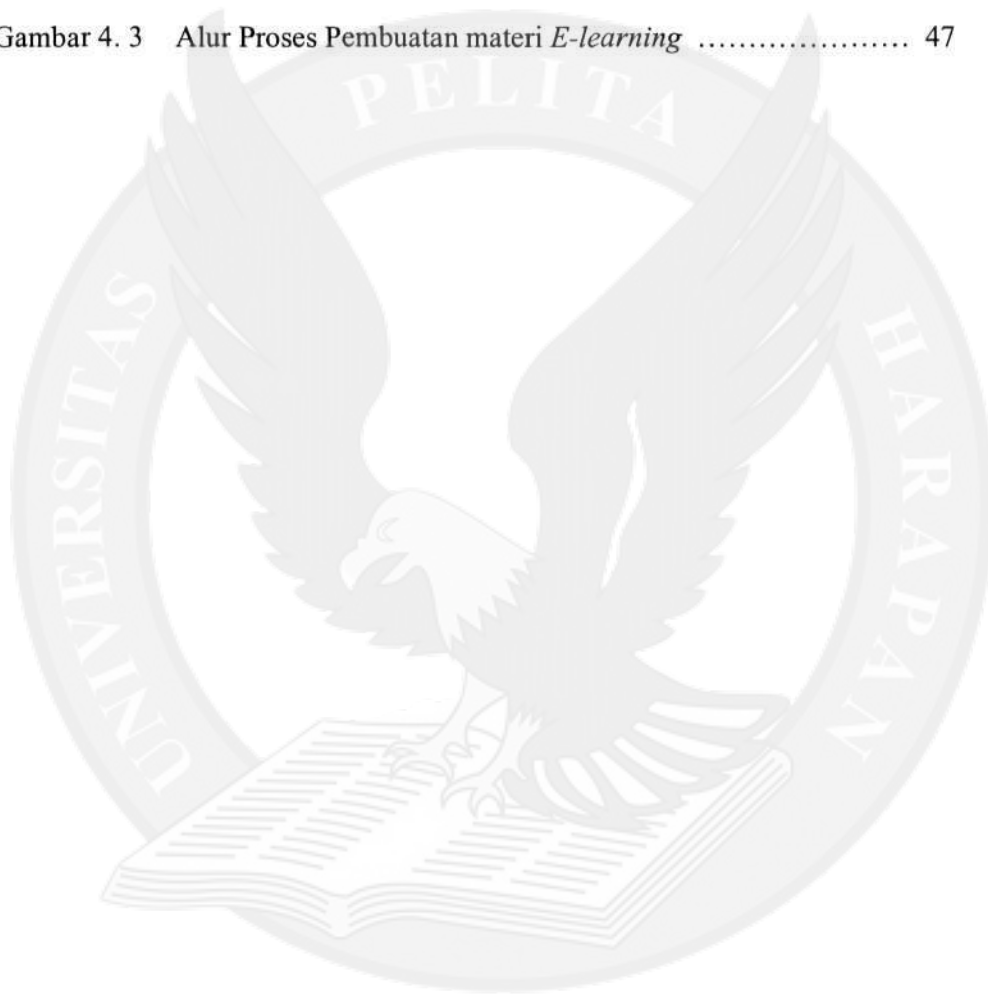 Gambar 4. 3 Alur Proses Pembuatan materi E-learning ..................... 47
UNIVERSITAS PELITA HARAPAN